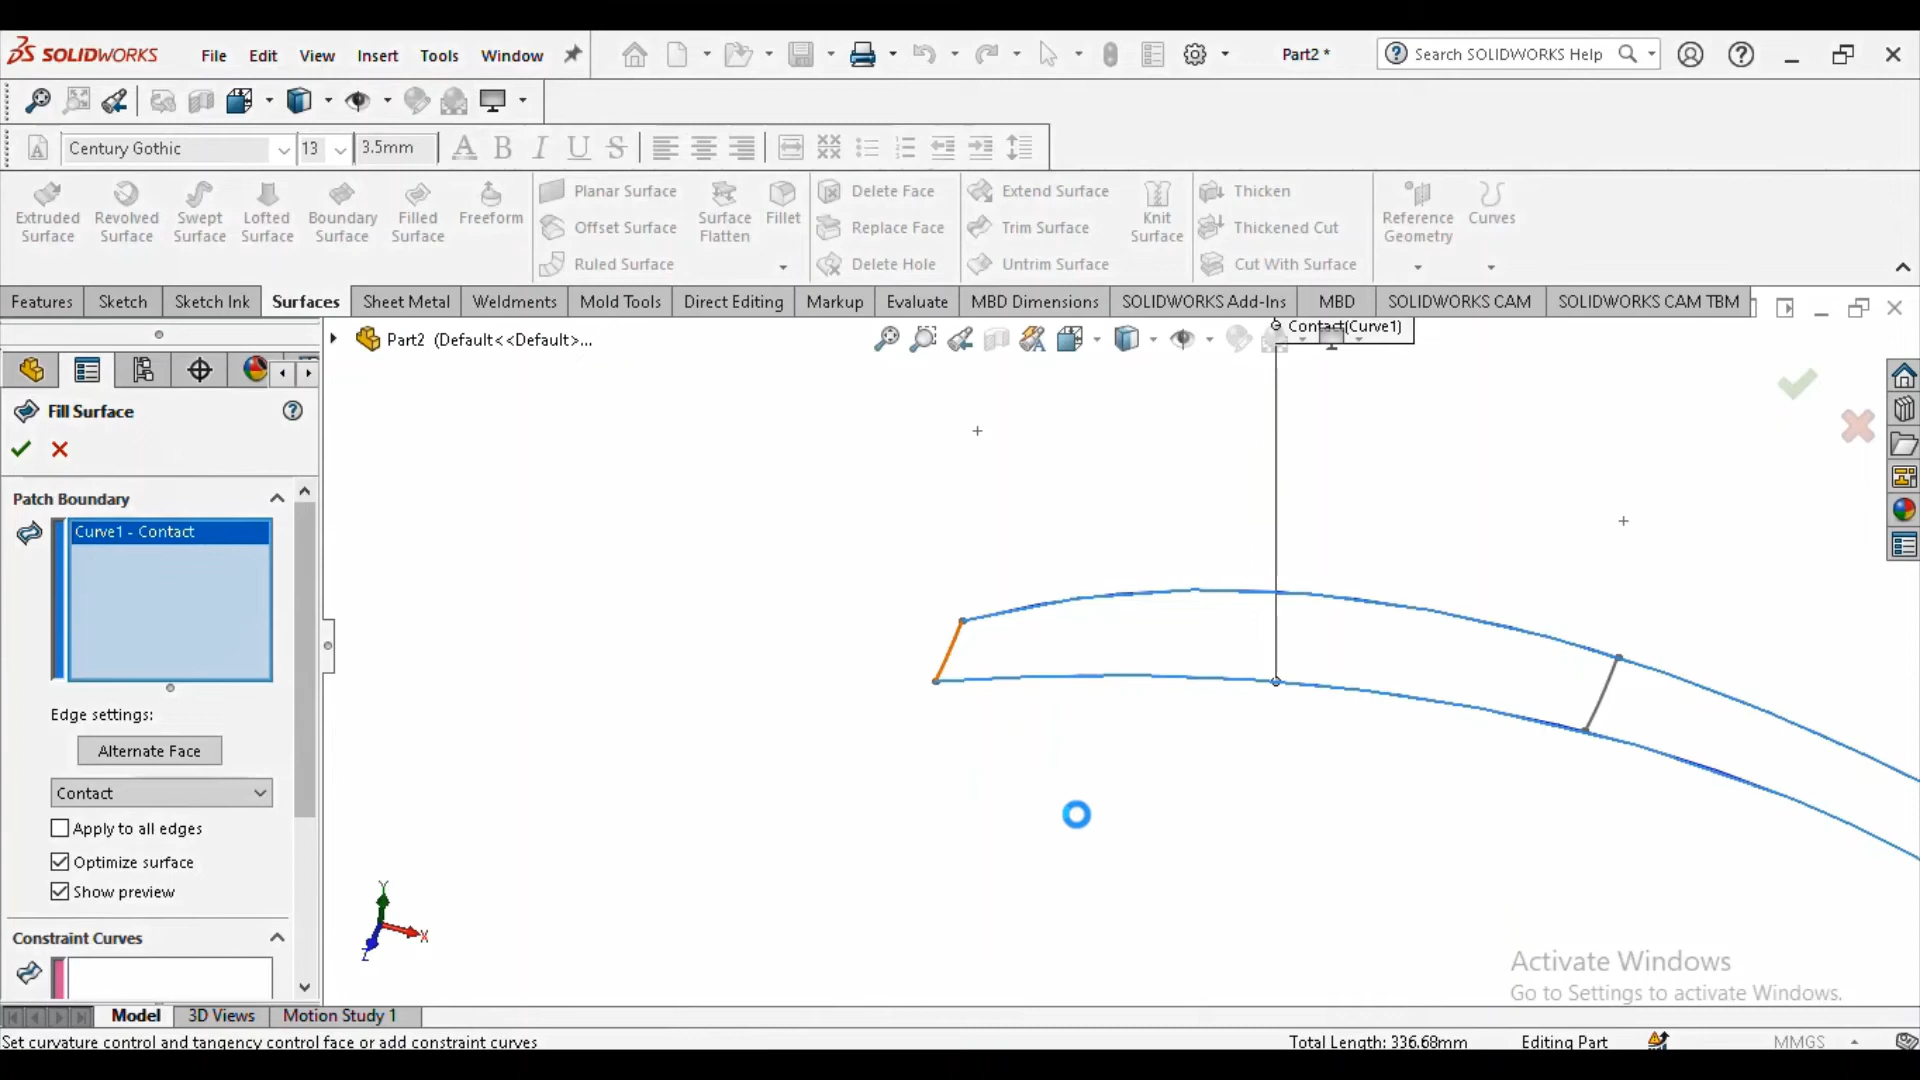 SOLIDWORKS File Edit View Insert Tools Window Part2 * Search SOLIDWORKS Help
Century Gothic 13 3.5mm A B I U S
Extruded Surface
Revolved Surface
Swept Surface
Lofted Surface
Boundary Surface
Filled Surface
Freeform
Planar Surface
Offset Surface
Ruled Surface
Surface Flatten
Fillet
Delete Face
Replace Face
Delete Hole
Extend Surface
Trim Surface
Untrim Surface
Knit Surface
Thicken
Thickened Cut
Cut With Surface
Reference Geometry
Curves
Features Sketch Sketch Ink Surfaces Sheet Metal Weldments Mold Tools Direct Editing Markup Evaluate MBD Dimensions SOLIDWORKS Add-Ins MBD SOLIDWORKS CAM SOLIDWORKS CAM TBM
Part2 (Default<<Default>...
Contact(Curve1)
Fill Surface
Patch Boundary
Curve1 - Contact
Edge settings:
Alternate Face
Contact
Apply to all edges
Optimize surface
Show preview
Constraint Curves
Y
X
Z
Activate Windows
Go to Settings to activate Windows.
Model 3D Views Motion Study 1
Set curvature control and tangency control face or add constraint curves Total Length: 336.68mm Editing Part MMGS